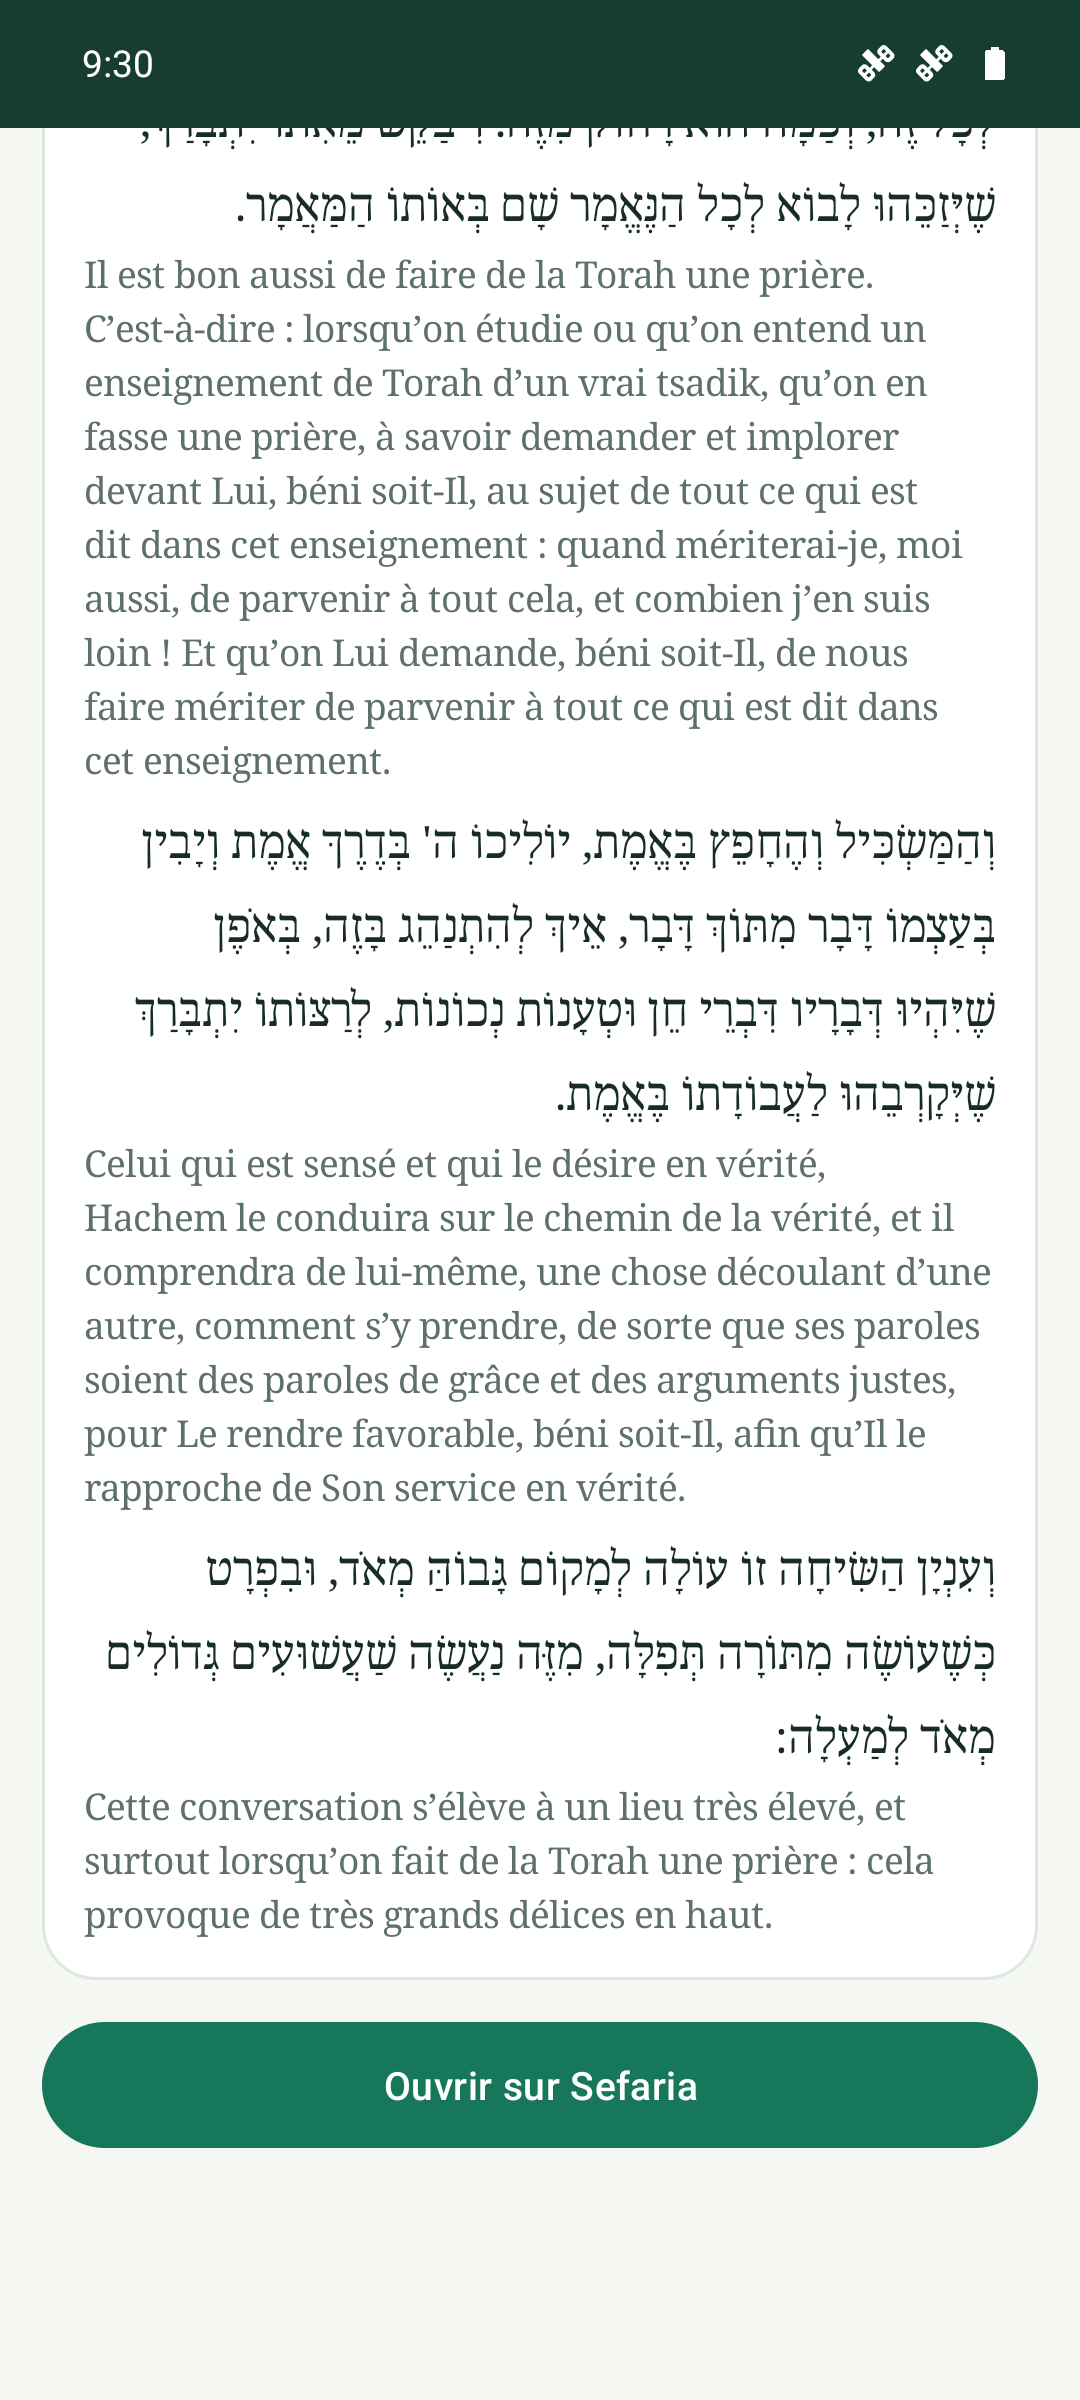 9:30
שֶׁיְּזַכֵּהוּ לָבוֹא לְכָל הַנֶּאֱמָר שָׁם בְּאוֹתוֹ הַמַּאֲמָר.
Il est bon aussi de faire de la Torah une prière.
C’est-à-dire : lorsqu’on étudie ou qu’on entend un
enseignement de Torah d’un vrai tsadik, qu’on en
fasse une prière, à savoir demander et implorer
devant Lui, béni soit-Il, au sujet de tout ce qui est
dit dans cet enseignement : quand mériterai-je, moi
aussi, de parvenir à tout cela, et combien j’en suis
loin ! Et qu’on Lui demande, béni soit-Il, de nous
faire mériter de parvenir à tout ce qui est dit dans
cet enseignement.
וְהַמַּשְׂכִּיל וְהֶחָפֵץ בֶּאֱמֶת, יוֹלִיכוֹ ה' בְּדֶרֶךְ אֱמֶת וְיָבִין
בְּעַצְמוֹ דָּבָר מִתּוֹךְ דָּבָר, אֵיךְ לְהִתְנַהֵג בָּזֶה, בְּאֹפֶן
שֶׁיִּהְיוּ דְּבָרָיו דִּבְרֵי חֵן וּטְעָנוֹת נְכוֹנוֹת, לְרַצּוֹתוֹ יִתְבָּרַךְ
שֶׁיְּקָרְבֵהוּ לַעֲבוֹדָתוֹ בֶּאֱמֶת.
Celui qui est sensé et qui le désire en vérité,
Hachem le conduira sur le chemin de la vérité, et il
comprendra de lui-même, une chose découlant d’une
autre, comment s’y prendre, de sorte que ses paroles
soient des paroles de grâce et des arguments justes,
pour Le rendre favorable, béni soit-Il, afin qu’Il le
rapproche de Son service en vérité.
וְעִנְיָן הַשִּׂיחָה זוֹ עוֹלָה לְמָקוֹם גָּבוֹהַּ מְאֹד, וּבִפְרָט
כְּשֶׁעוֹשֶׂה מִתּוֹרָה תְּפִלָּה, מִזֶּה נַעֲשֶׂה שַׁעֲשׁוּעִים גְּדוֹלִים
מְאֹד לְמַעְלָה:
Cette conversation s’élève à un lieu très élevé, et
surtout lorsqu’on fait de la Torah une prière : cela
provoque de très grands délices en haut.
Ouvrir sur Sefaria